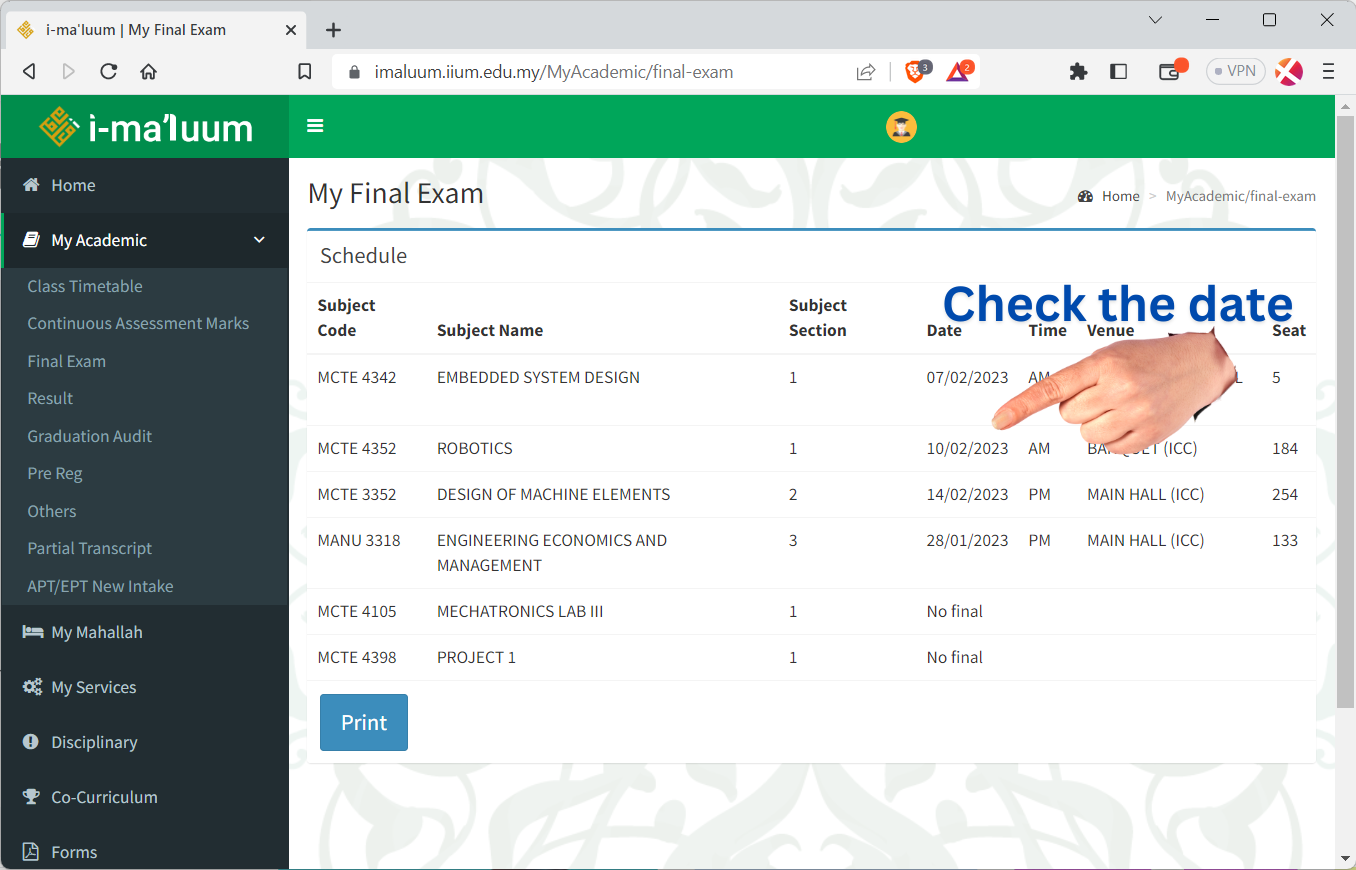 i-ma'luum | My Final Exam
imaluum.iium.edu.my/MyAcademic/final-exam
3
2
VPN
i-ma'luum
Home
My Academic
Class Timetable
Continuous Assessment Marks
Final Exam
Result
Graduation Audit
Pre Reg
Others
Partial Transcript
APT/EPT New Intake
My Mahallah
My Services
Disciplinary
Co-Curriculum
Forms
My Final Exam
Home > MyAcademic/final-exam
Schedule
Check the date
Subject Code Subject Name Subject Section Date Time Venue Seat
MCTE 4342 EMBEDDED SYSTEM DESIGN 1 07/02/2023 AM 5
MCTE 4352 ROBOTICS 1 10/02/2023 AM (ICC) 184
MCTE 3352 DESIGN OF MACHINE ELEMENTS 2 14/02/2023 PM MAIN HALL (ICC) 254
MANU 3318 ENGINEERING ECONOMICS AND 3 28/01/2023 PM MAIN HALL (ICC) 133
MANAGEMENT
MCTE 4105 MECHATRONICS LAB III 1 No final
MCTE 4398 PROJECT 1 1 No final
Print